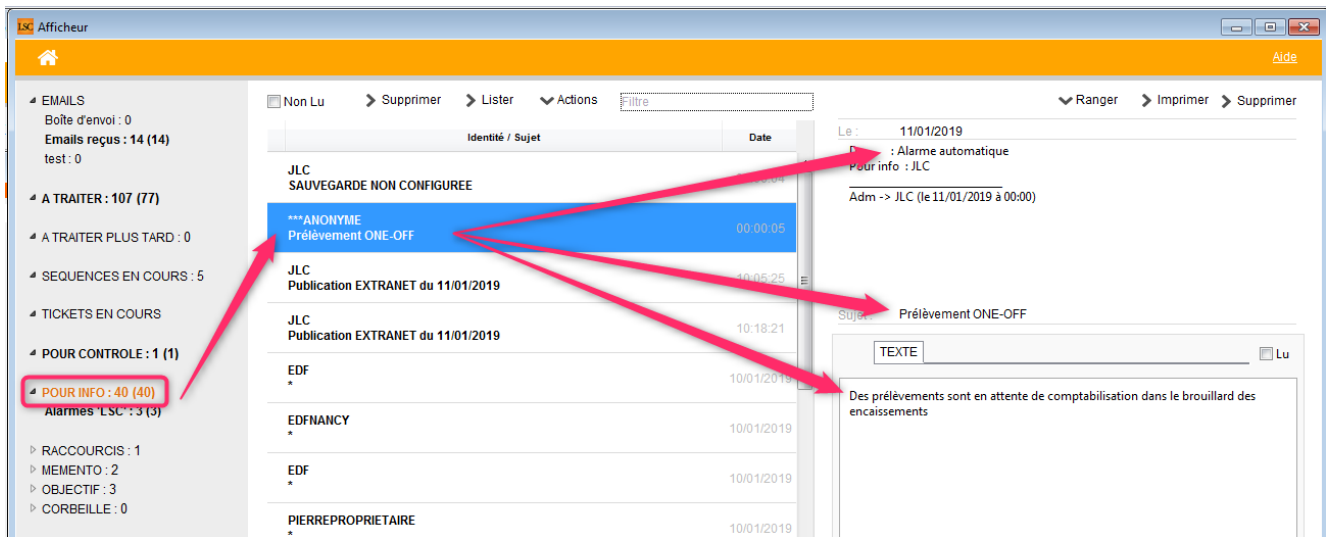 LSC Afficheur
Aide
EMAILS
Boîte d'envoi : 0
Emails reçus : 14 (14)
test : 0
A TRAITER : 107 (77)
A TRAITER PLUS TARD : 0
SEQUENCES EN COURS : 5
TICKETS EN COURS
POUR CONTROLE : 1 (1)
POUR INFO : 40 (40)
Alarmes 'LSC' : 3 (3)
RACCOURCIS : 1
MEMENTO : 2
OBJECTIF : 3
CORBEILLE : 0
Non Lu Supprimer Lister Actions Filtre
Identité / Sujet Date
JLC
SAUVEGARDE NON CONFIGUREE
***ANONYME
Prélèvement ONE-OFF 00:00:05
JLC
Publication EXTRANET du 11/01/2019 10:05:25
JLC
Publication EXTRANET du 11/01/2019 10:18:21
EDF
* 10/01/2019
EDFNANCY
* 10/01/2019
EDF
* 10/01/2019
PIERREPROPRIETAIRE
* 10/01/2019
Ranger Imprimer Supprimer
Le : 11/01/2019
: Alarme automatique
Pour info : JLC
Adm -> JLC (le 11/01/2019 à 00:00)
Sujet : Prélèvement ONE-OFF
TEXTE Lu
Des prélèvements sont en attente de comptabilisation dans le brouillard des
encaissements